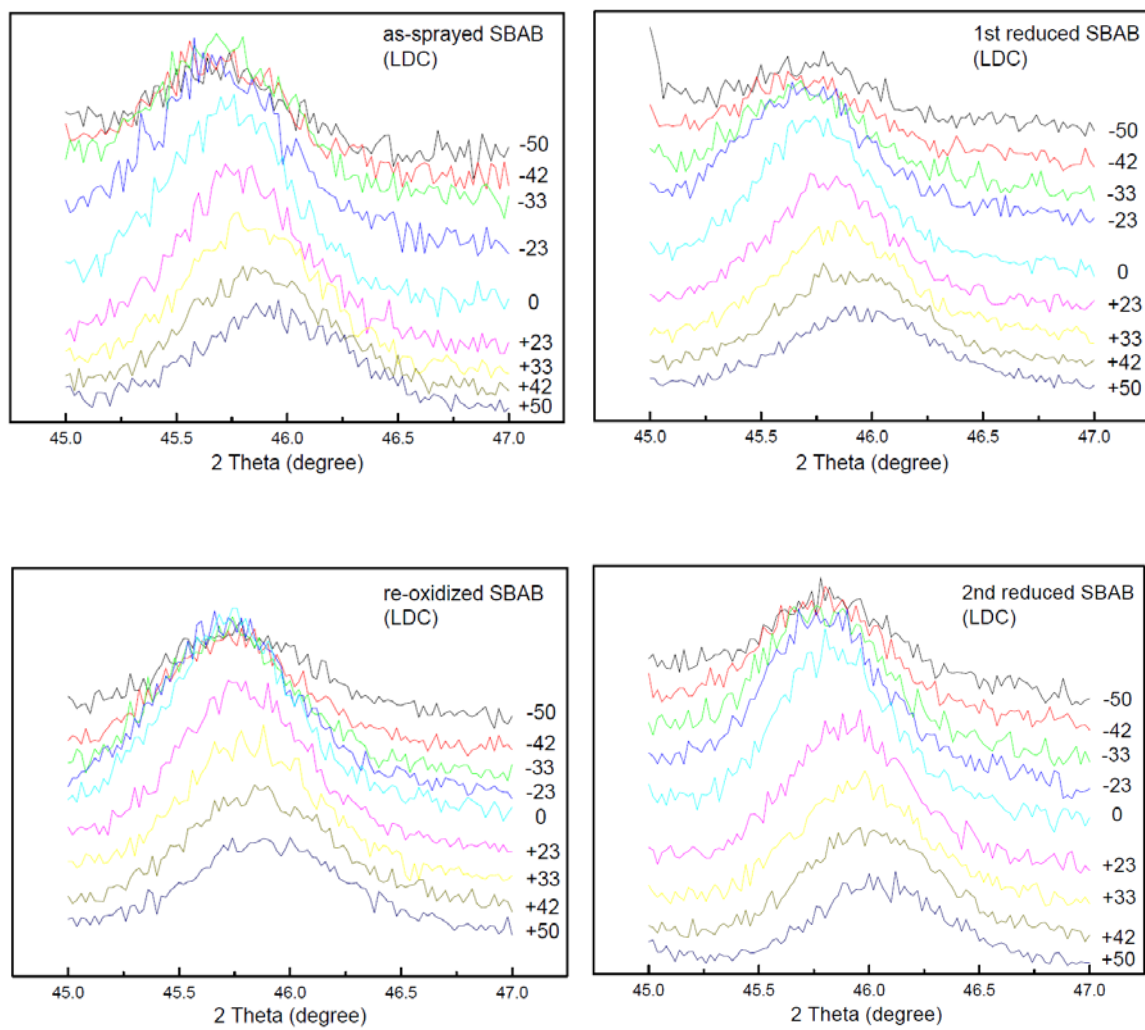 as-sprayed SBAB
(LDC)
-50
-42
-33
-23
0
+23
+33
+42
+50
45.0 45.5 46.0 46.5 47.0
2 Theta (degree)
1st reduced SBAB
(LDC)
-50
-42
-33
-23
0
+23
+33
+42
+50
45.0 45.5 46.0 46.5 47.0
2 Theta (degree)
re-oxidized SBAB
(LDC)
-50
-42
-33
-23
0
+23
+33
+42
+50
45.0 45.5 46.0 46.5 47.0
2 Theta (degree)
2nd reduced SBAB
(LDC)
-50
-42
-33
-23
0
+23
+33
+42
+50
45.0 45.5 46.0 46.5 47.0
2 Theta (degree)